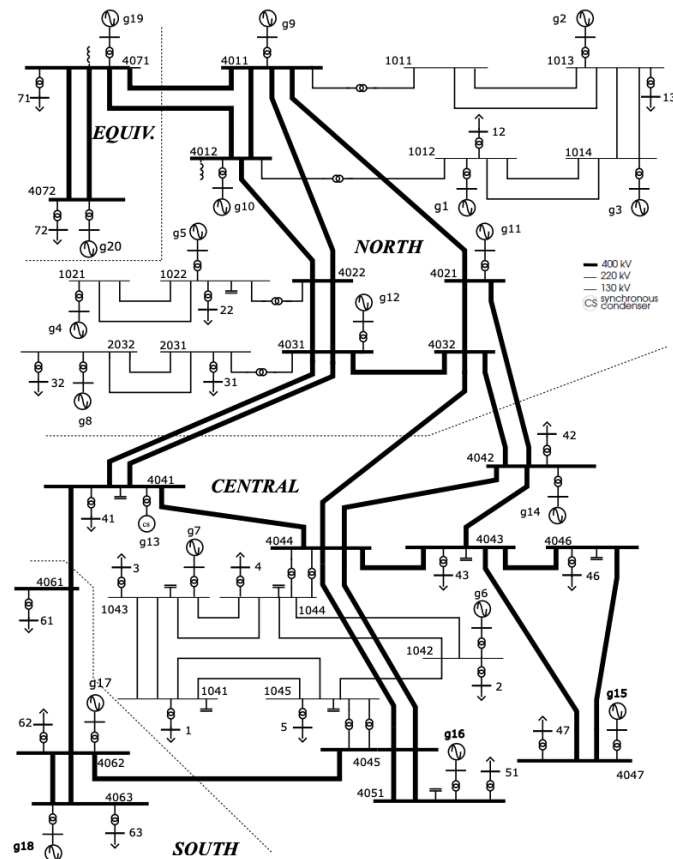 g19 g9 g2
4071 4011 1011 1013
71 13
EQUIV.
12
4012 1012 1014
4072
g10 g1 g3
72 g5
g20 NORTH g11
1021 1022 4022 4021
g12
400 kV
220 kV
130 kV
CS synchronous
condenser
g4 22
2032 2031 4031 4032
32 31
g8
42
4042
4041 CENTRAL
41 CS g14
g13 g7
4044 4043 4046
3 4 43 46
4061 1043 1044 g6
61 1042
2
g17 1041 1045 g15
62 1 5 g16 47
4062 4045 51 4047
4063 4051
g18 63
SOUTH